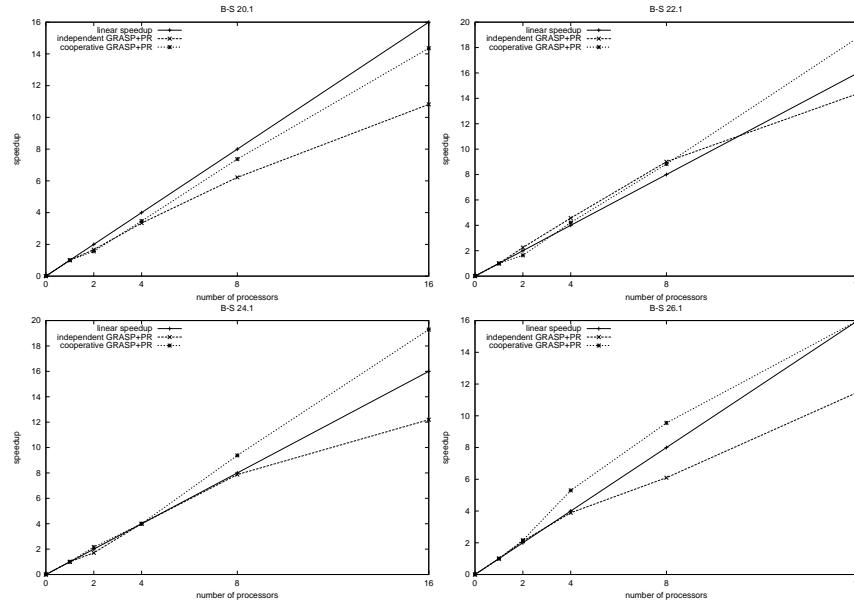 B-S 20.1
linear speedup
independent GRASP+PR
cooperative GRASP+PR
16
14
12
10
8
6
4
2
0
speedup
0 1 2 4 8 16
number of processors
B-S 22.1
linear speedup
independent GRASP+PR
cooperative GRASP+PR
20
18
16
14
12
10
8
6
4
2
0
speedup
0 1 2 4 8
number of processors
B-S 24.1
linear speedup
independent GRASP+PR
cooperative GRASP+PR
20
18
16
14
12
10
8
6
4
2
0
speedup
0 1 2 4 8 16
number of processors
B-S 26.1
linear speedup
independent GRASP+PR
cooperative GRASP+PR
16
14
12
10
8
6
4
2
0
speedup
0 1 2 4 8
number of processors